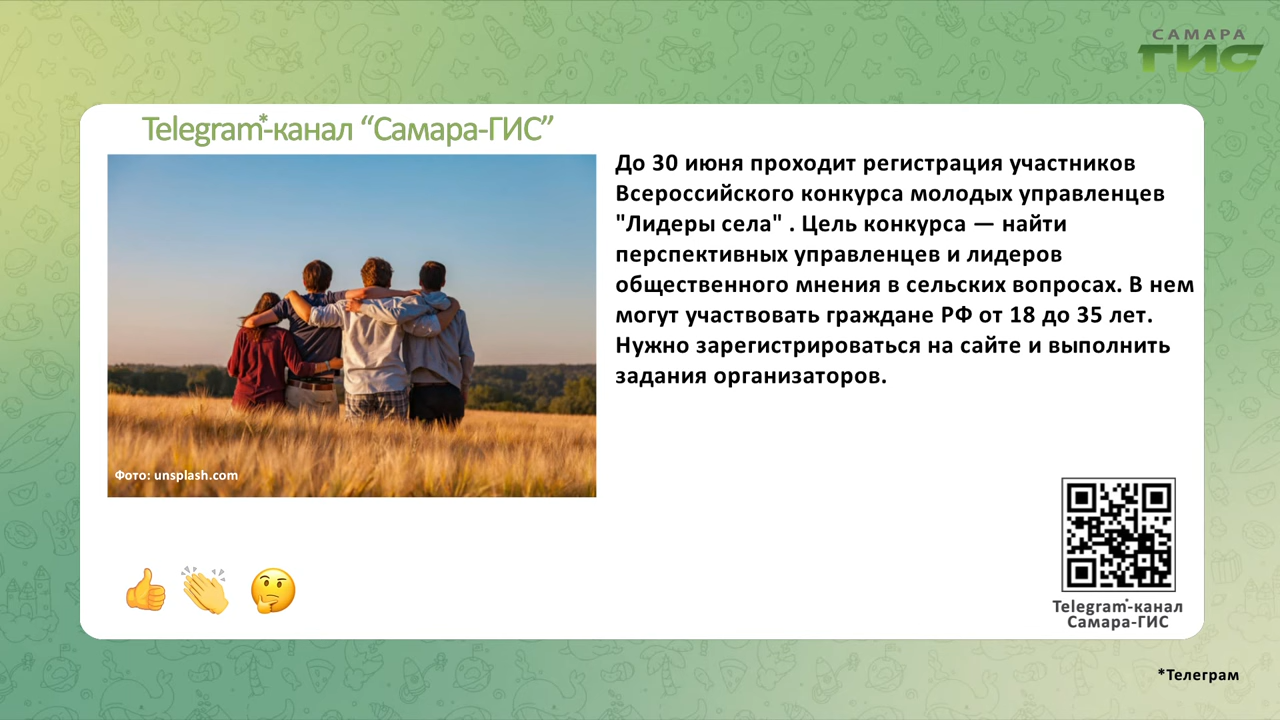 САМАРА
ГИС
Telegram*-канал “Самара-ГИС”
До 30 июня проходит регистрация участников
Всероссийского конкурса молодых управленцев
"Лидеры села" . Цель конкурса — найти
перспективных управленцев и лидеров
общественного мнения в сельских вопросах. В нем
могут участвовать граждане РФ от 18 до 35 лет.
Нужно зарегистрироваться на сайте и выполнить
задания организаторов.
Фото: unsplash.com
Telegram*-канал
Самара-ГИС
*Телеграм